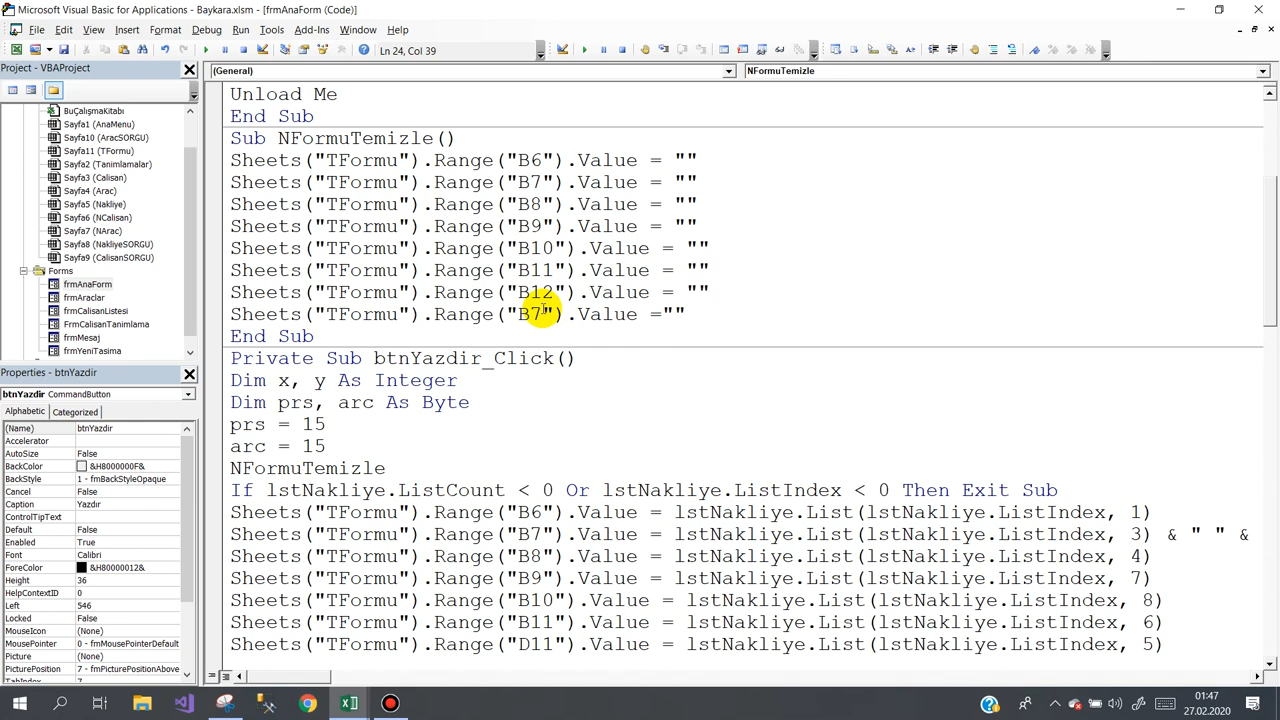 Microsoft Visual Basic for Applications - Baykara.xlsm - [frmAnaForm (Code)]
File Edit View Insert Format Debug Run Tools Add-Ins Window Help
Ln 24, Col 39
Project - VBAProject
BuÇalışmaKitabı
Sayfa1 (AnaMenu)
Sayfa10 (AracSORGU)
Sayfa11 (TFormu)
Sayfa2 (Tanimlamalar)
Sayfa3 (Calisan)
Sayfa4 (Arac)
Sayfa5 (Nakliye)
Sayfa6 (NCalisan)
Sayfa7 (NArac)
Sayfa8 (NakliyeSORGU)
Sayfa9 (CalisanSORGU)
Forms
frmAnaForm
frmAraclar
frmCalisanListesi
FrmCalisanTanimlama
frmMesaj
frmYeniTasima
Properties - btnYazdir
btnYazdir CommandButton
Alphabetic Categorized
(Name) btnYazdir
Accelerator
AutoSize False
BackColor &H8000000F&
BackStyle 1 - fmBackStyleOpaque
Cancel False
Caption Yazdır
ControlTipText
Default False
Enabled True
Font Calibri
ForeColor &H80000012&
Height 36
HelpContextID 0
Left 546
Locked False
MouseIcon (None)
MousePointer 0 - fmMousePointerDefault
Picture (None)
PicturePosition 7 - fmPicturePositionAbove
TabIndex 7
(General) NFormuTemizle
Unload Me
End Sub
Sub NFormuTemizle()
Sheets("TFormu").Range("B6").Value = ""
Sheets("TFormu").Range("B7").Value = ""
Sheets("TFormu").Range("B8").Value = ""
Sheets("TFormu").Range("B9").Value = ""
Sheets("TFormu").Range("B10").Value = ""
Sheets("TFormu").Range("B11").Value = ""
Sheets("TFormu").Range("B12").Value = ""
Sheets("TFormu").Range("B7").Value =""
End Sub
Private Sub btnYazdir_Click()
Dim x, y As Integer
Dim prs, arc As Byte
prs = 15
arc = 15
NFormuTemizle
If lstNakliye.ListCount < 0 Or lstNakliye.ListIndex < 0 Then Exit Sub
Sheets("TFormu").Range("B6").Value = lstNakliye.List(lstNakliye.ListIndex, 1)
Sheets("TFormu").Range("B7").Value = lstNakliye.List(lstNakliye.ListIndex, 3) & " " &
Sheets("TFormu").Range("B8").Value = lstNakliye.List(lstNakliye.ListIndex, 4)
Sheets("TFormu").Range("B9").Value = lstNakliye.List(lstNakliye.ListIndex, 7)
Sheets("TFormu").Range("B10").Value = lstNakliye.List(lstNakliye.ListIndex, 8)
Sheets("TFormu").Range("B11").Value = lstNakliye.List(lstNakliye.ListIndex, 6)
Sheets("TFormu").Range("D11").Value = lstNakliye.List(lstNakliye.ListIndex, 5)
01:47
27.02.2020